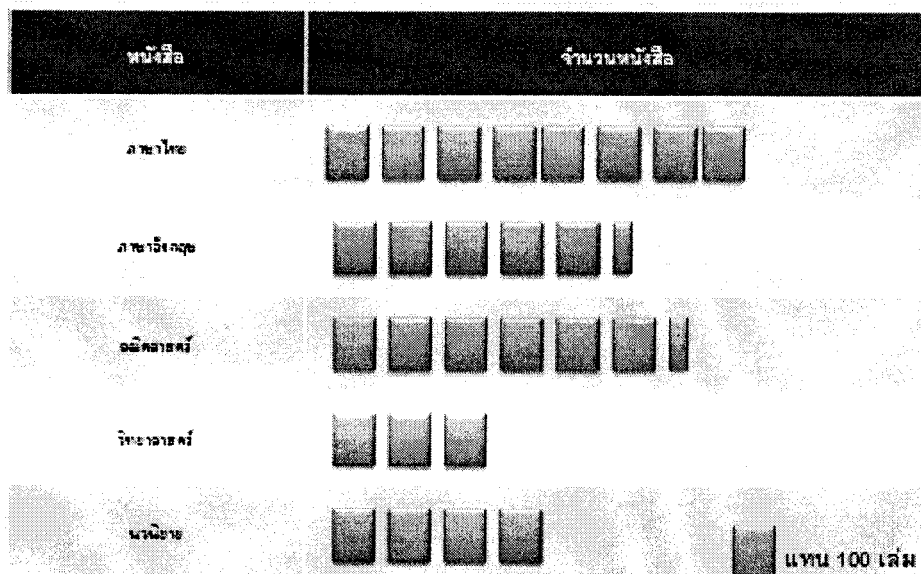 หนังสือ จำนวนหนังสือ
ภาษาไทย
ภาษาอังกฤษ
คณิตศาสตร์
วิทยาศาสตร์
นวนิยาย
แทน 100 เล่ม